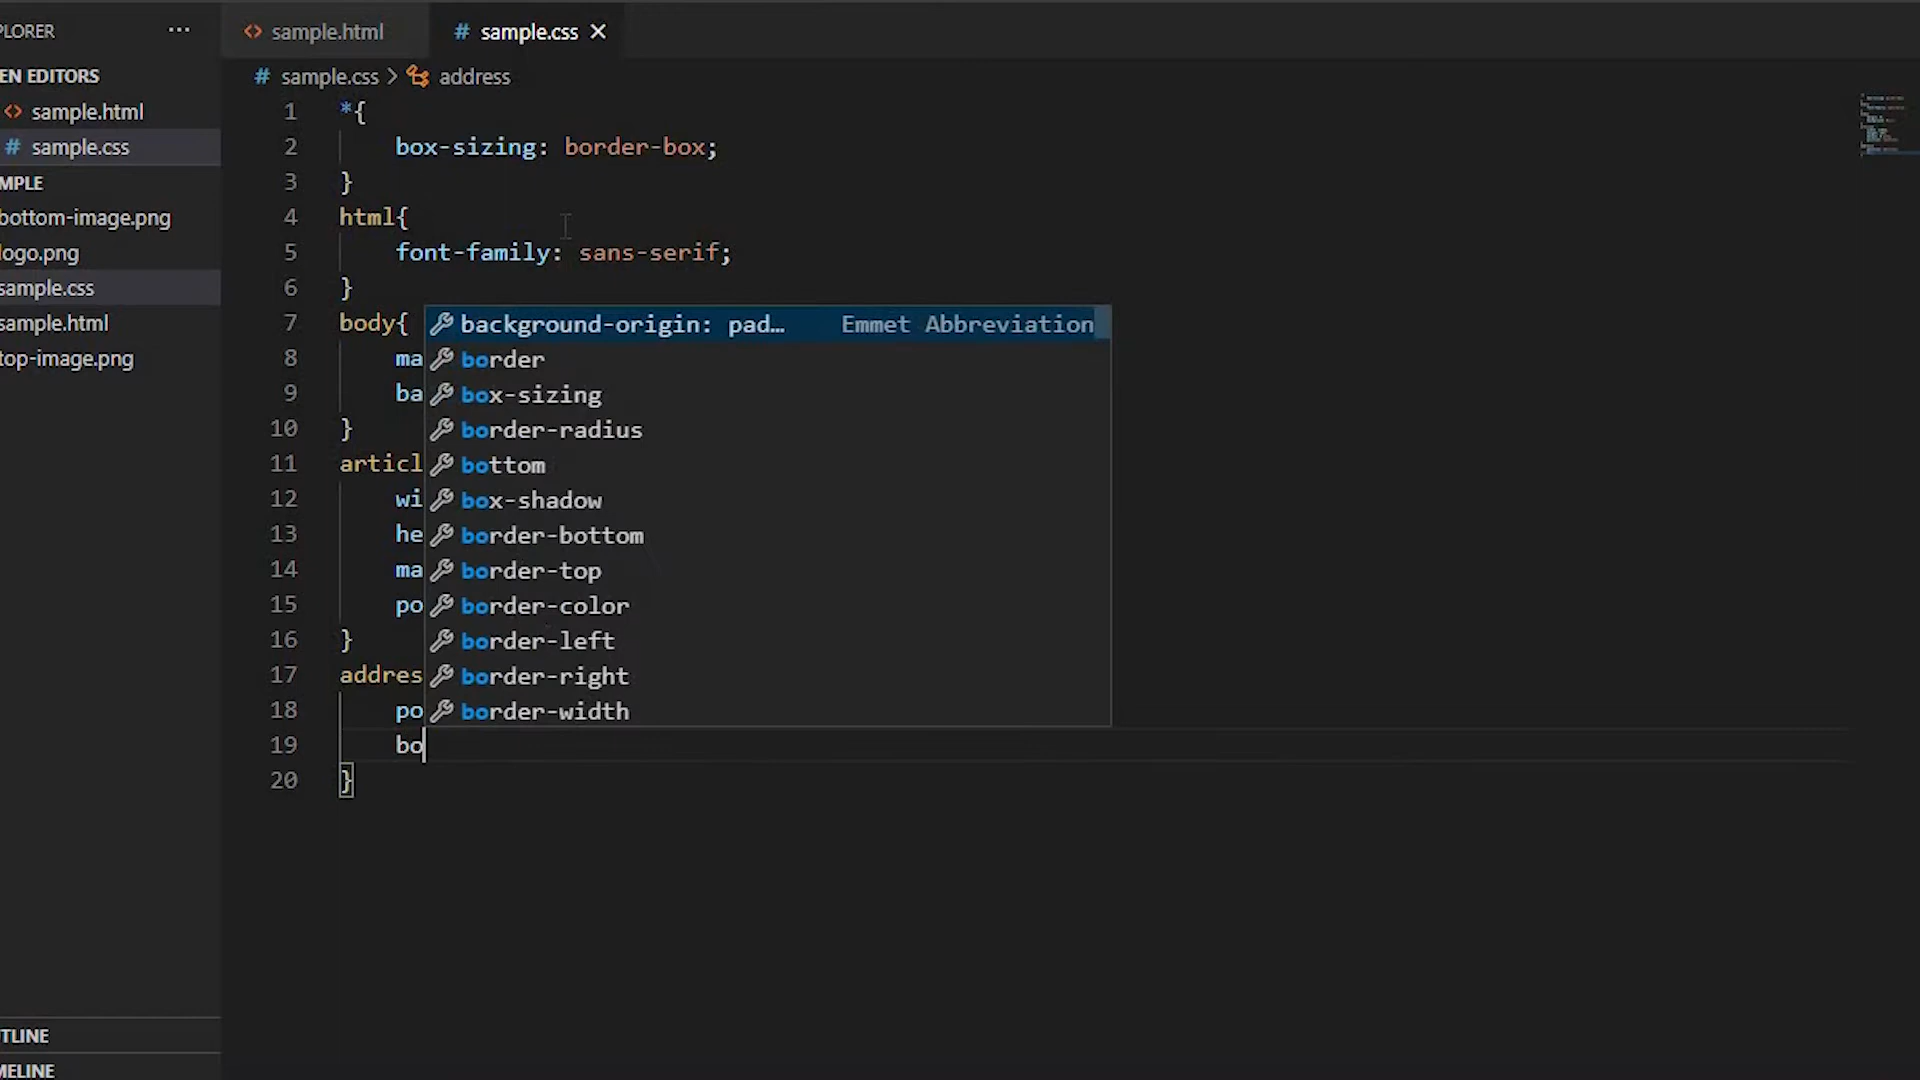 PLORER ...
EN EDITORS
sample.html
# sample.css
MPLE
bottom-image.png
logo.png
sample.css
sample.html
top-image.png
TLINE
MELINE
sample.html # sample.css
# sample.css > address
1 *{
2 box-sizing: border-box;
3 }
4 html{
5 font-family: sans-serif;
6 }
7 body{
8 ma
9 ba
10 }
11 articl
12 wi
13 he
14 ma
15 po
16 }
17 addres
18 po
19 bo
20 }
background-origin: pad… Emmet Abbreviation
border
box-sizing
border-radius
bottom
box-shadow
border-bottom
border-top
border-color
border-left
border-right
border-width